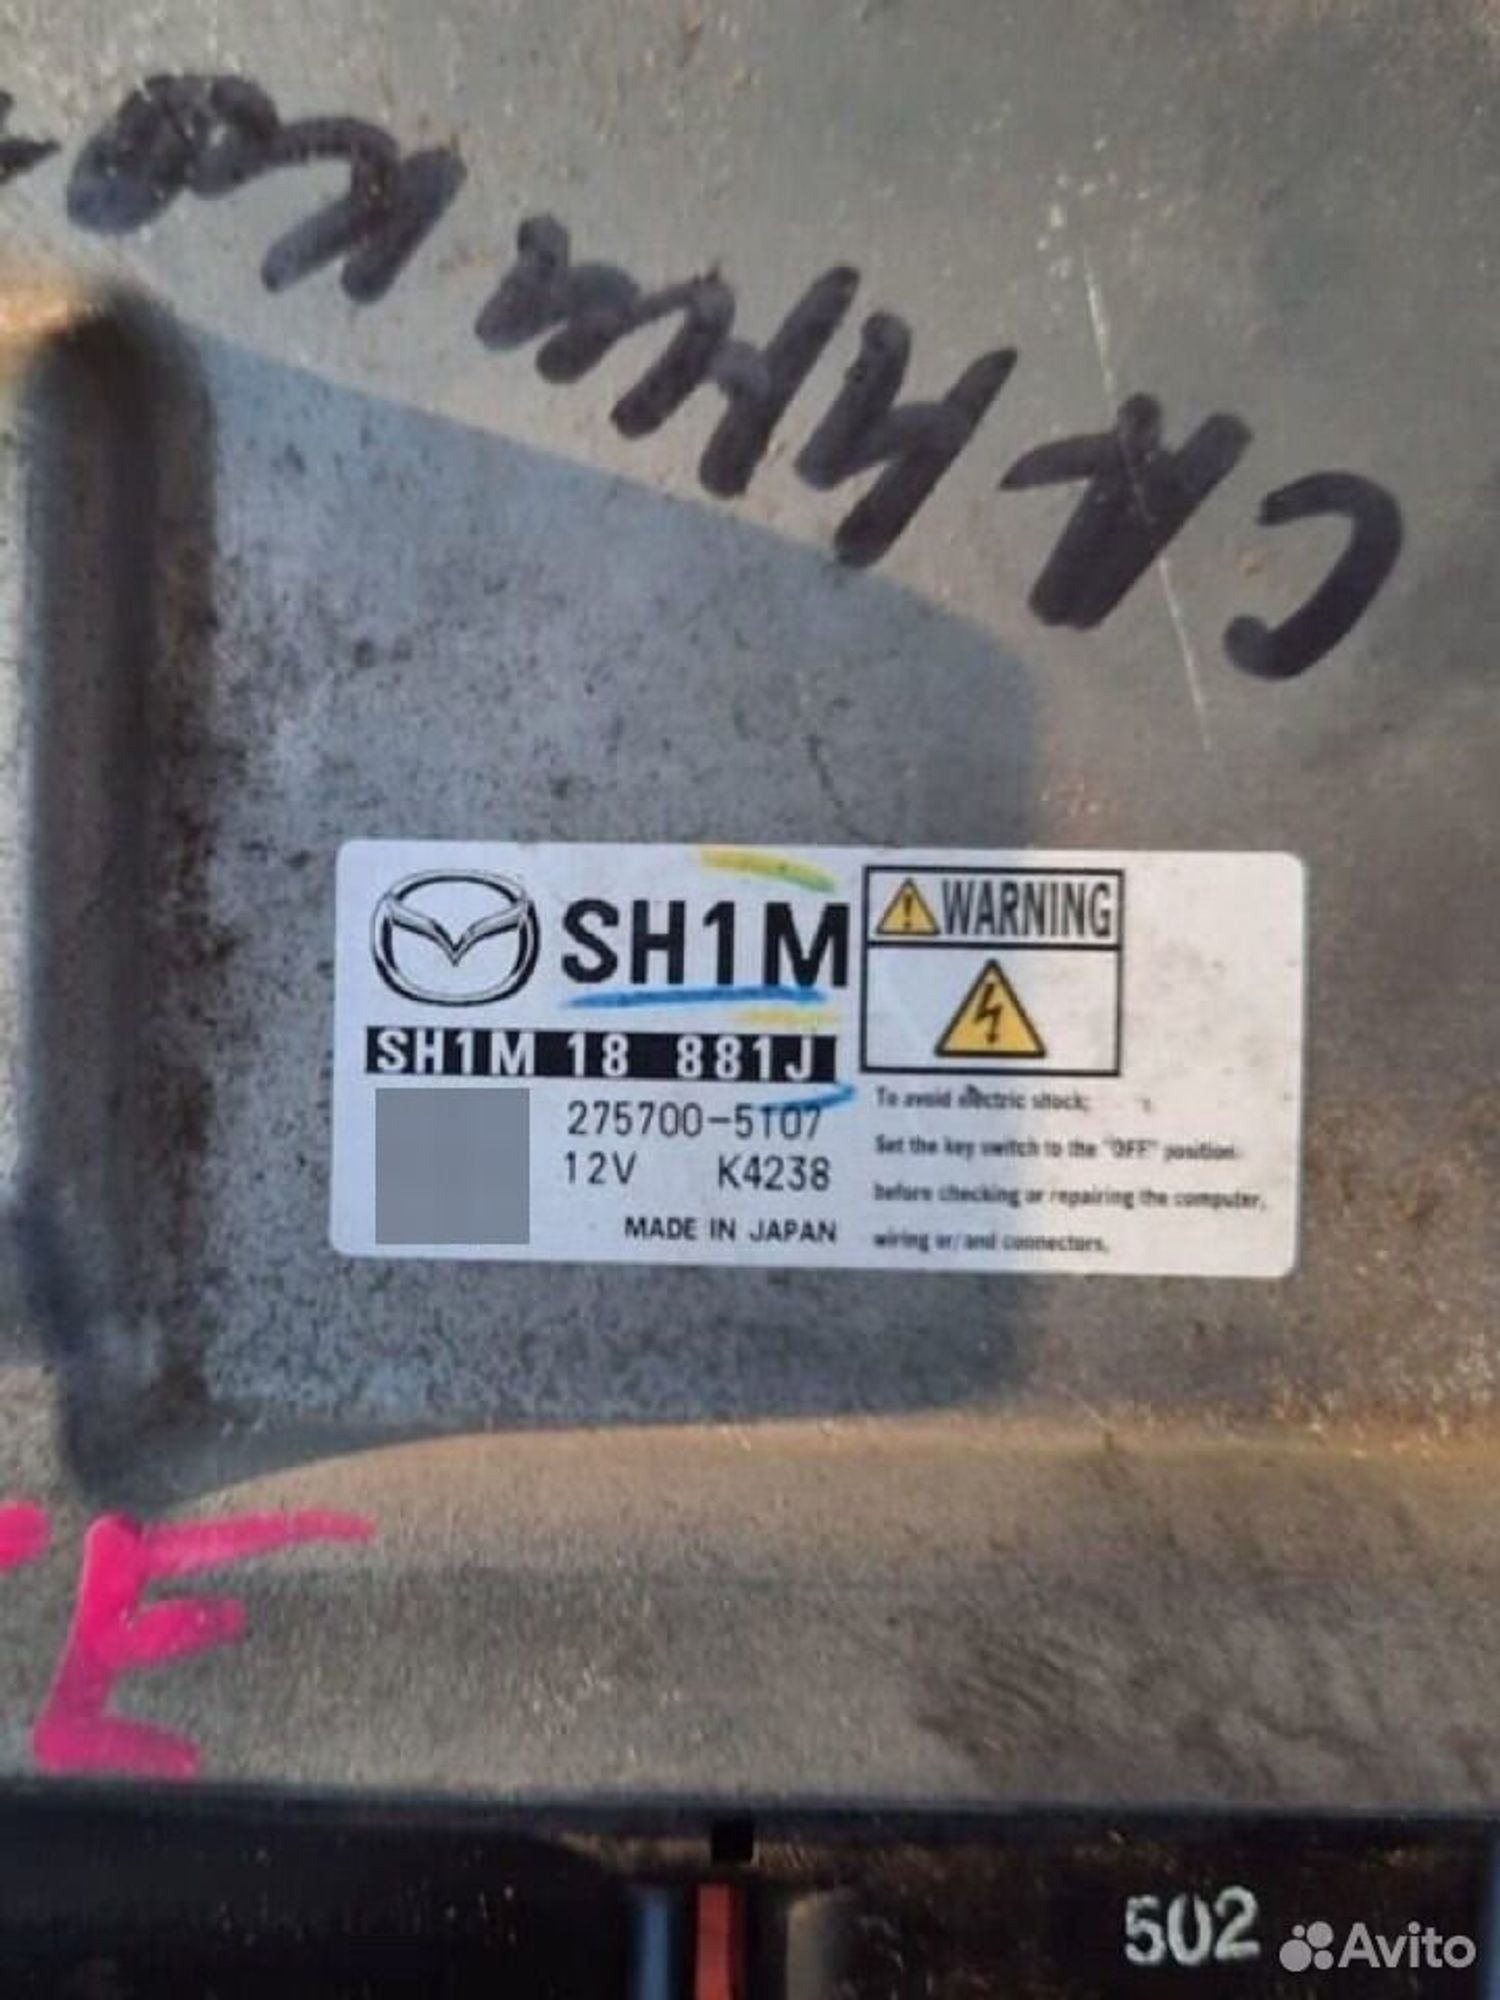 SH1M
SH1M 18 881J
275700-5107
12V K4238
MADE IN JAPAN
WARNING
To avoid electric shock;
Set the key switch to the "OFF" position
before checking or repairing the computer,
wiring or/and connectors.
E
502
Avito